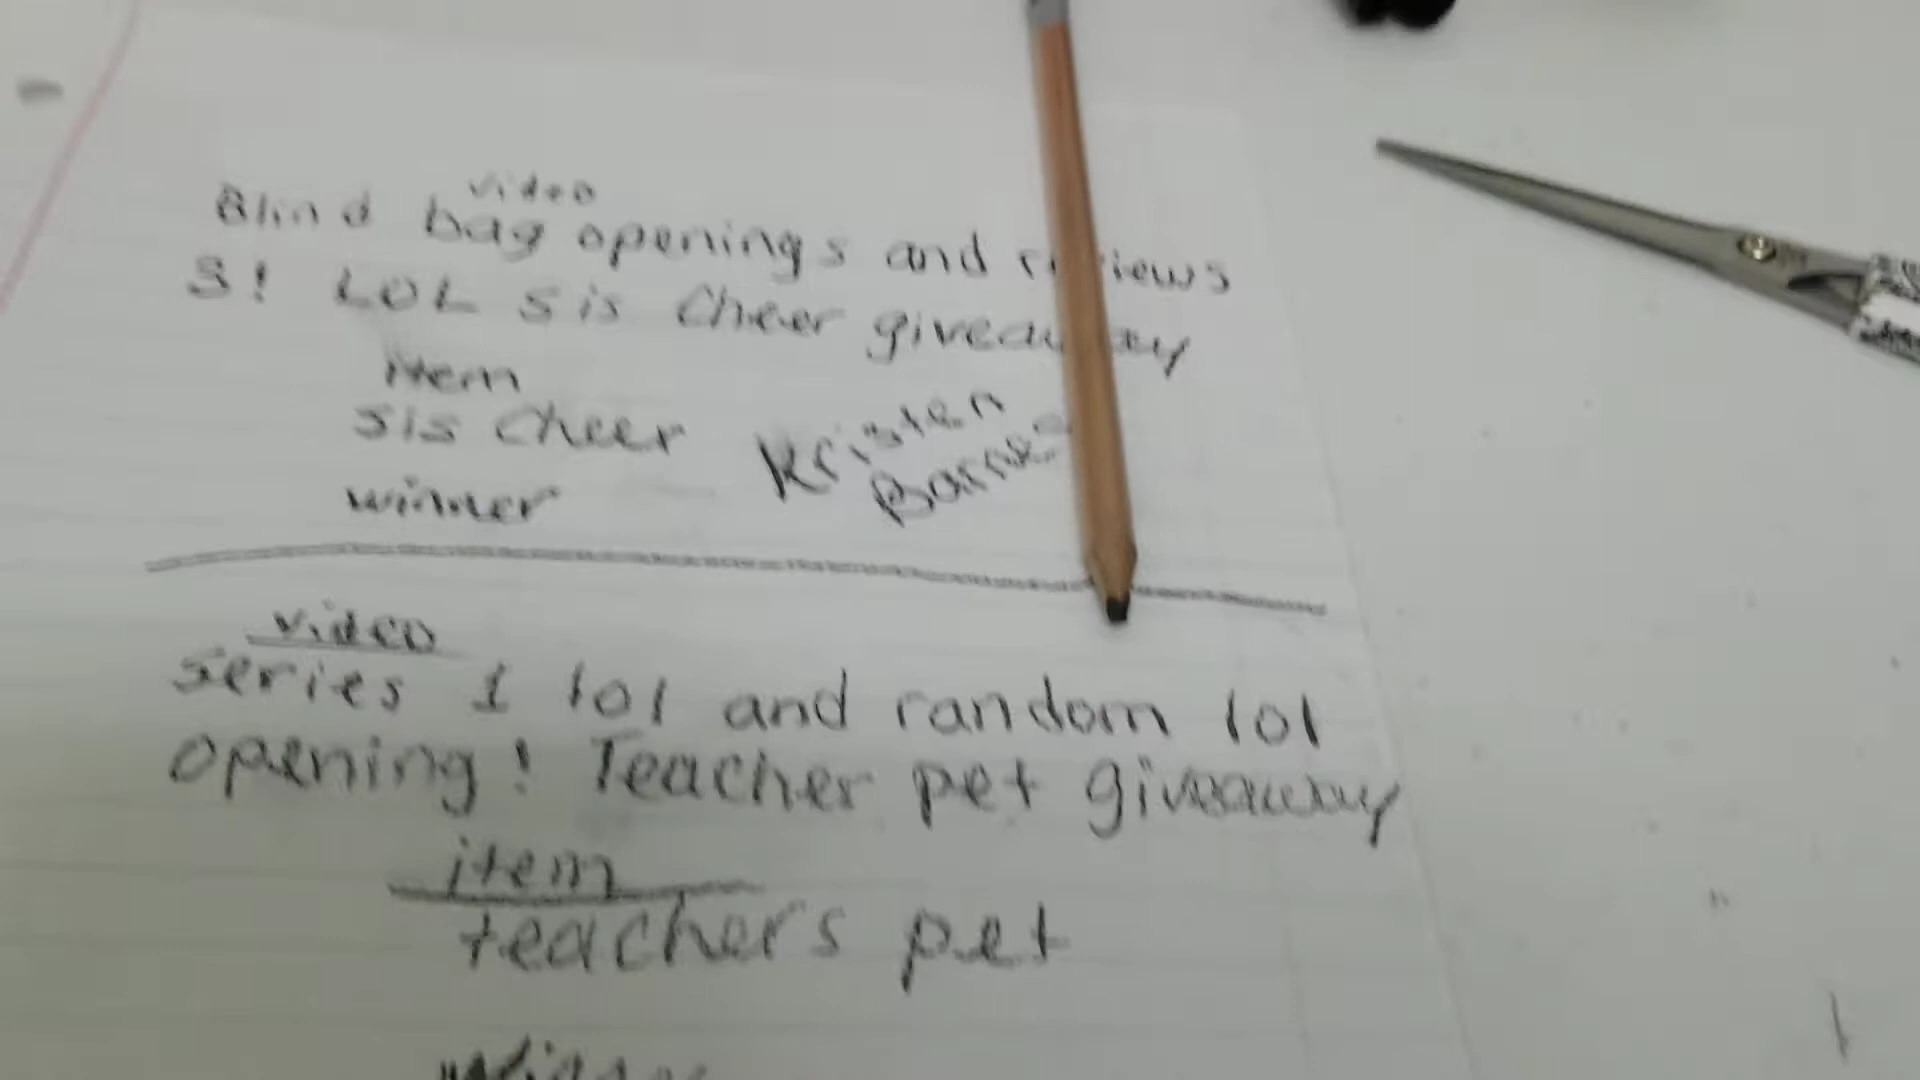 video
Blind bag openings and reviews
S! LOL sis Cheer giveaway
item
sis Cheer
Kristen
winner
video
series 1 lol and random lol
opening! Teacher pet giveaway
item
teachers pet